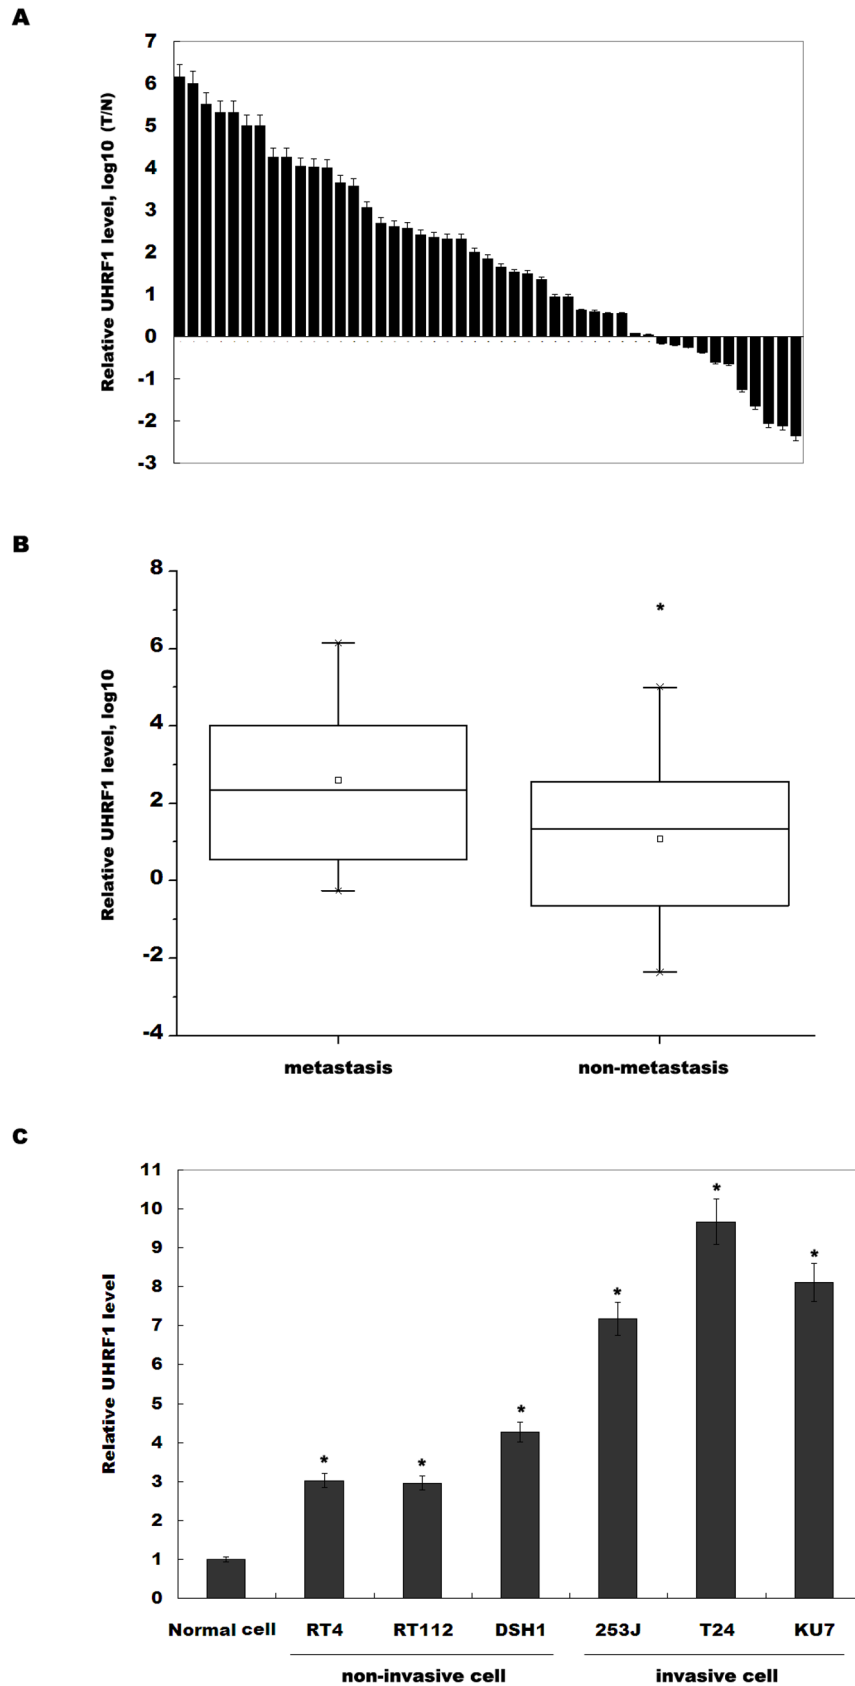 A
Relative UHRF1 level, log10 (T/N)
7
6
5
4
3
2
1
0
-1
-2
-3
B
Relative UHRF1 level, log10
8
6
4
2
0
-2
-4
*
metastasis
non-metastasis
C
Relative UHRF1 level
11
10
9
8
7
6
5
4
3
2
1
0
* * * * * *
Normal cell RT4 RT112 DSH1 253J T24 KU7
non-invasive cell invasive cell